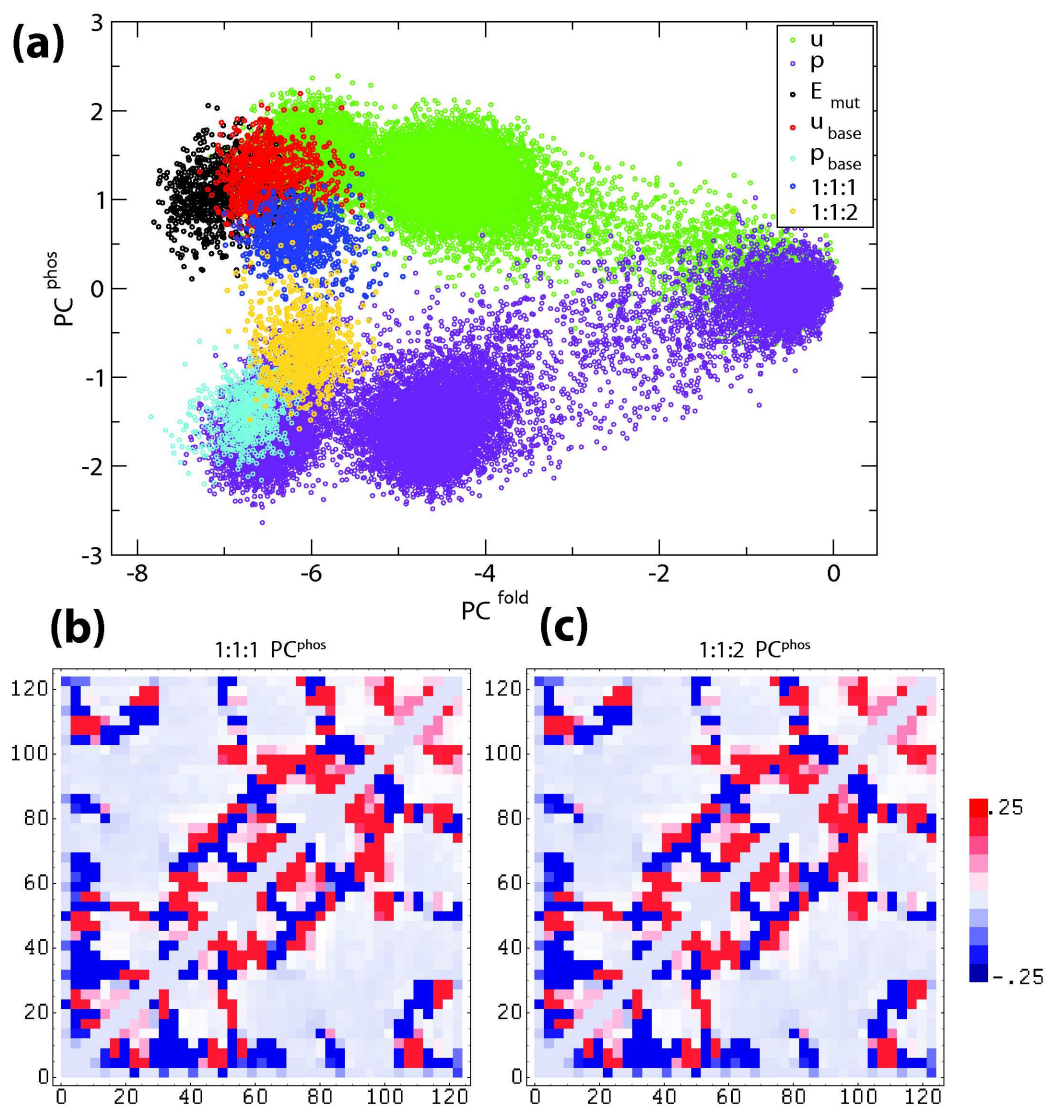 (a)
3
2
1
0
-1
-2
-3
PC phos
-8 -6 -4 -2 0
PC fold
u
p
E mut
u base
p base
1:1:1
1:1:2
(b)
1:1:1 PCphos
120
100
80
60
40
20
0
0 20 40 60 80 100 120
(c)
1:1:2 PCphos
120
100
80
60
40
20
0
0 20 40 60 80 100 120
.25
-.25